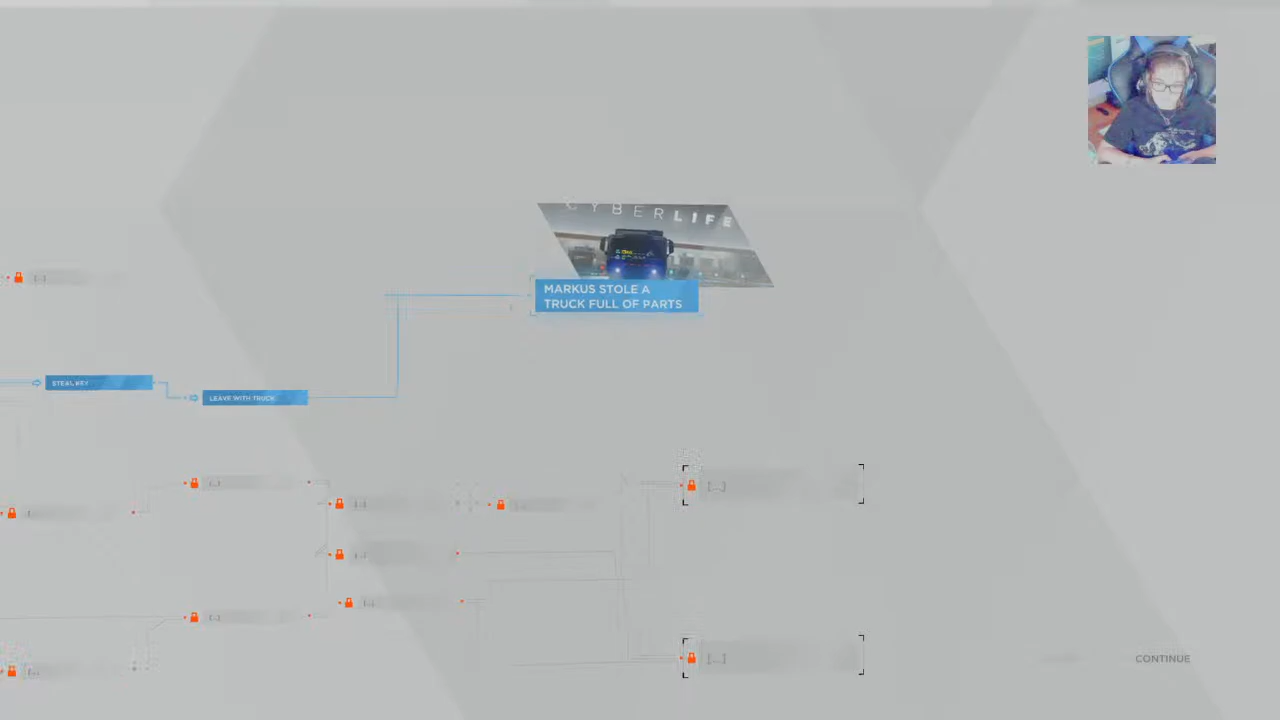 CYBERLIFE
MARKUS STOLE A
TRUCK FULL OF PARTS
STEAL KEY
LEAVE WITH TRUCK
CONTINUE